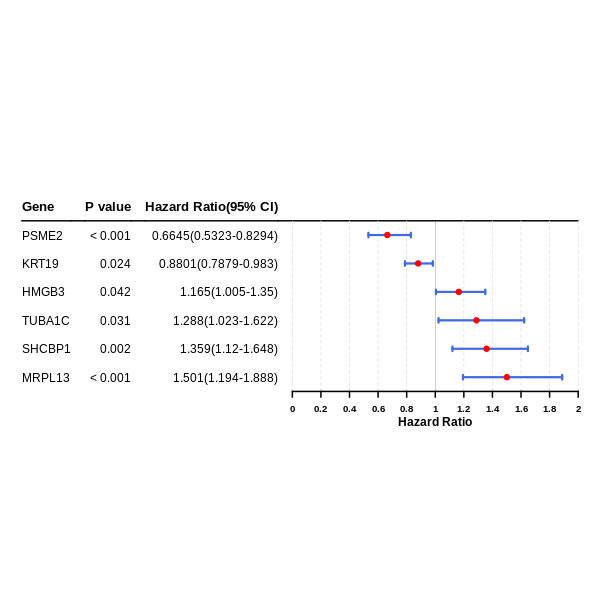 Gene P value Hazard Ratio(95% CI)
PSME2 < 0.001 0.6645(0.5323-0.8294)
KRT19 0.024 0.8801(0.7879-0.983)
HMGB3 0.042 1.165(1.005-1.35)
TUBA1C 0.031 1.288(1.023-1.622)
SHCBP1 0.002 1.359(1.12-1.648)
MRPL13 < 0.001 1.501(1.194-1.888)
0 0.2 0.4 0.6 0.8 1 1.2 1.4 1.6 1.8 2
Hazard Ratio